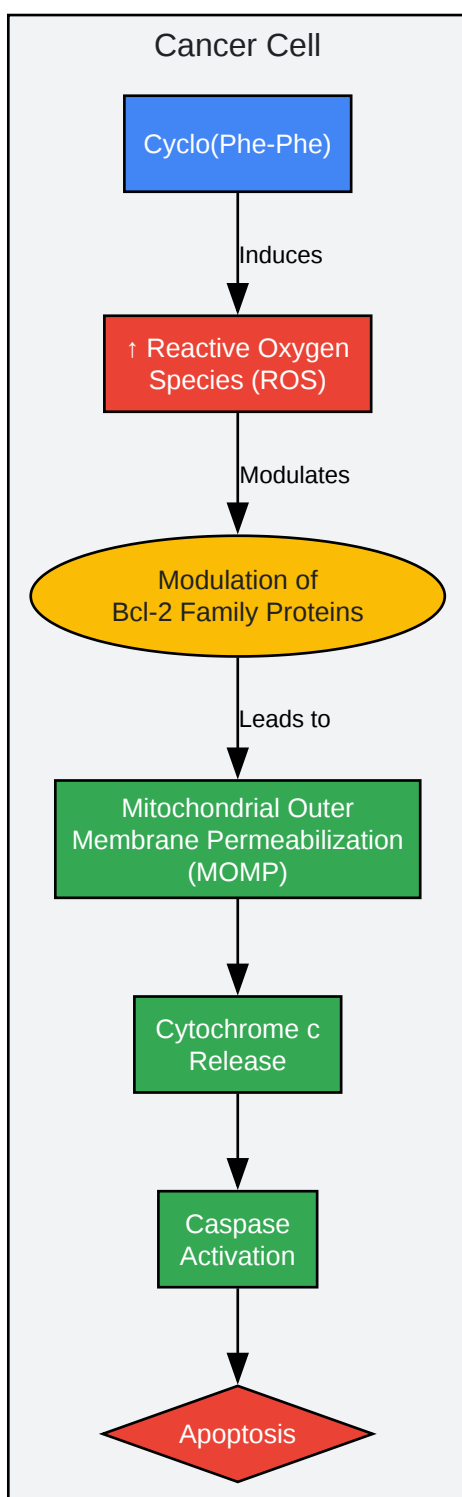 Cancer Cell
Cyclo(Phe-Phe)
Induces
↑ Reactive Oxygen
Species (ROS)
Modulates
Modulation of
Bcl-2 Family Proteins
Leads to
Mitochondrial Outer
Membrane Permeabilization
(MOMP)
Cytochrome c
Release
Caspase
Activation
Apoptosis